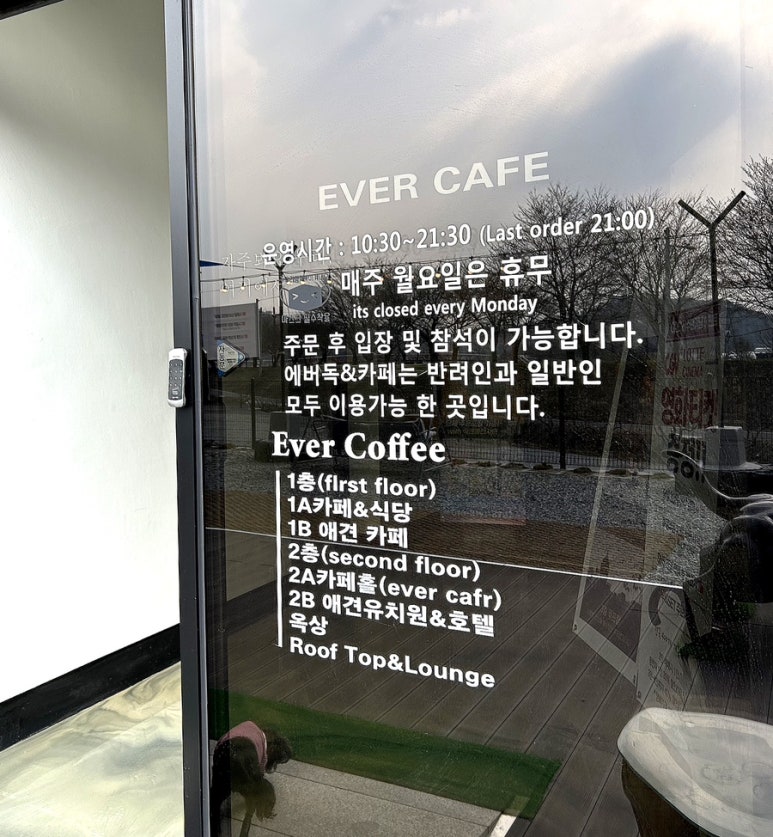 EVER CAFE
운영시간 : 10:30~21:30 (Last order 21:00)
매주 월요일은 휴무
its closed every Monday
주문 후 입장 및 참석이 가능합니다.
에버독&카페는 반려인과 일반인
모두 이용가능 한 곳입니다.
Ever Coffee
1층(fIrst floor)
1A카페&식당
1B 애견 카페
2층(second floor)
2A카페홀(ever cafr)
2B 애견유치원&호텔
옥상
Roof Top&Lounge